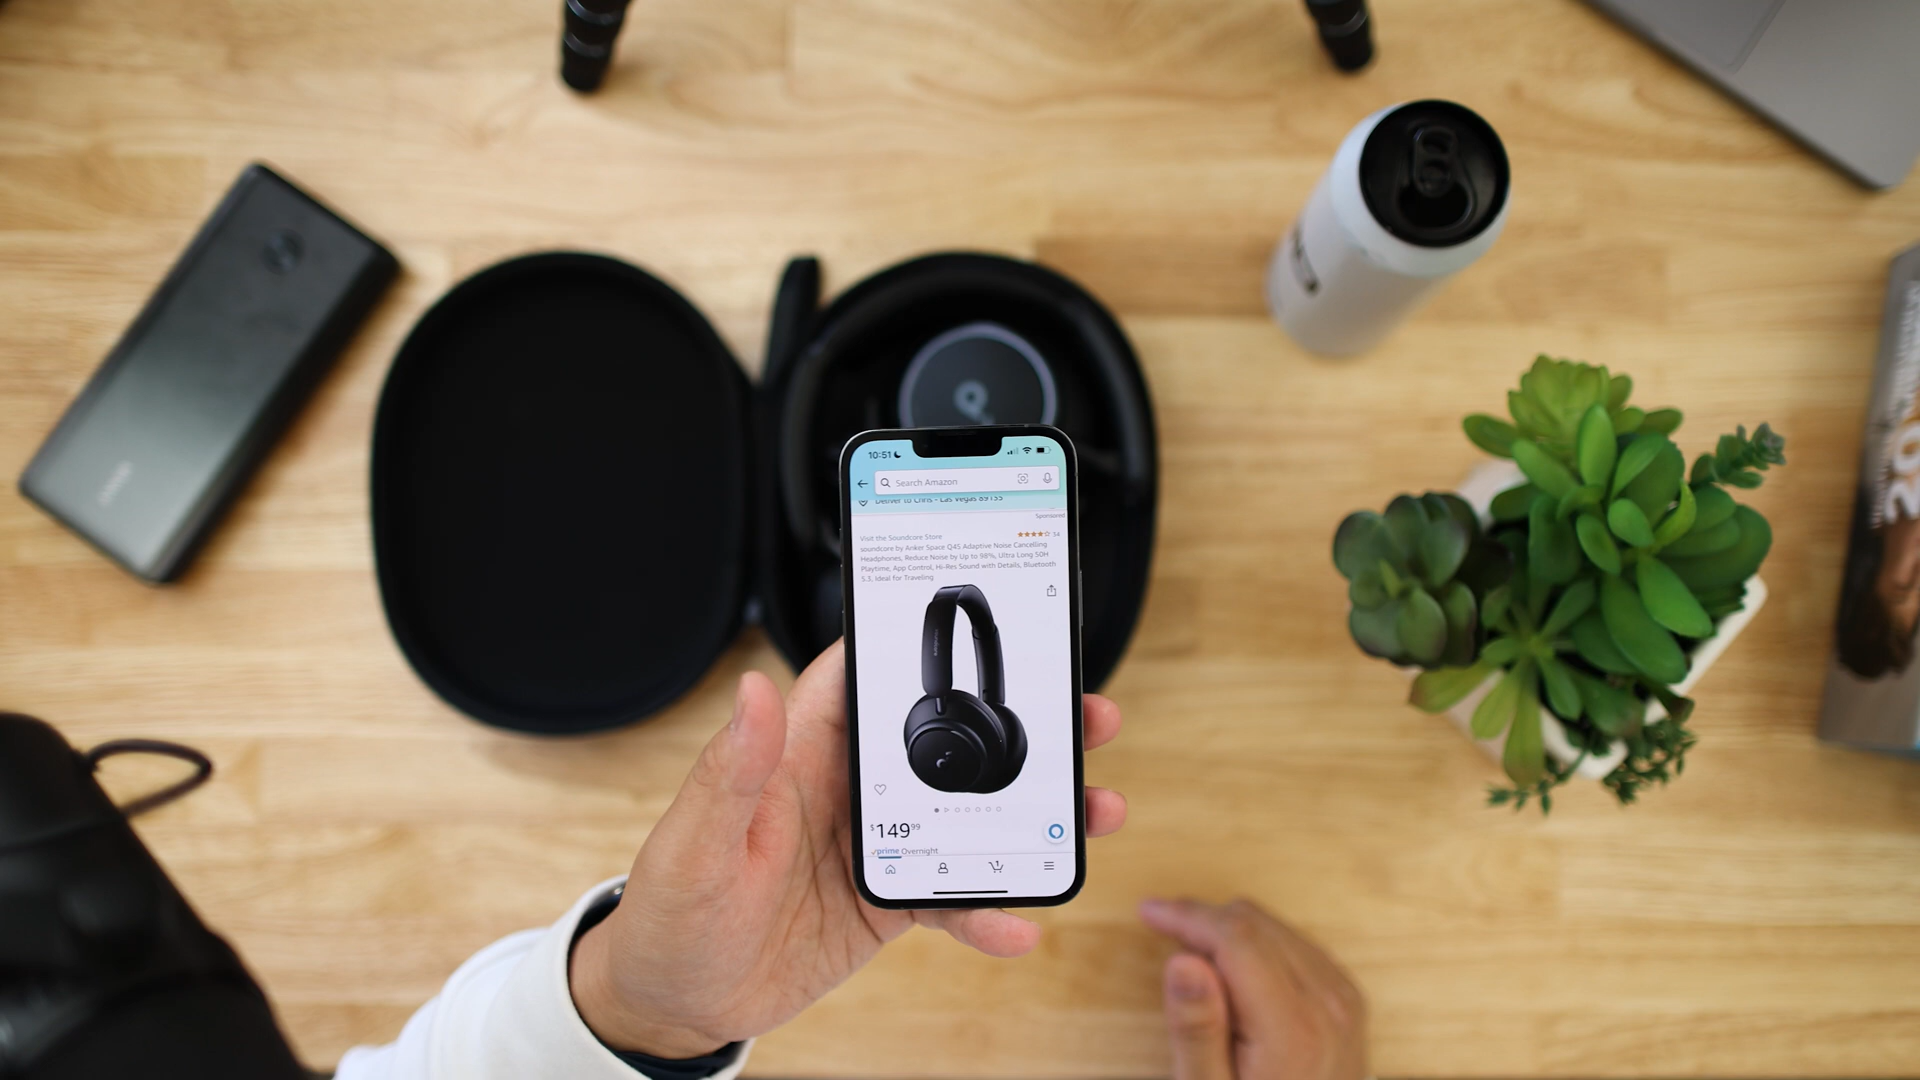 10:51
Search Amazon
Deliver to Chris - Las Vegas 89135
Sponsored
Visit the Soundcore Store
54
soundcore by Anker Space Q45 Adaptive Noise Cancelling
Headphones, Reduce Noise by Up to 98%, Ultra Long 50H
Playtime, App Control, Hi-Res Sound with Details, Bluetooth
5.3, Ideal for Traveling
$149.99
prime Overnight
1